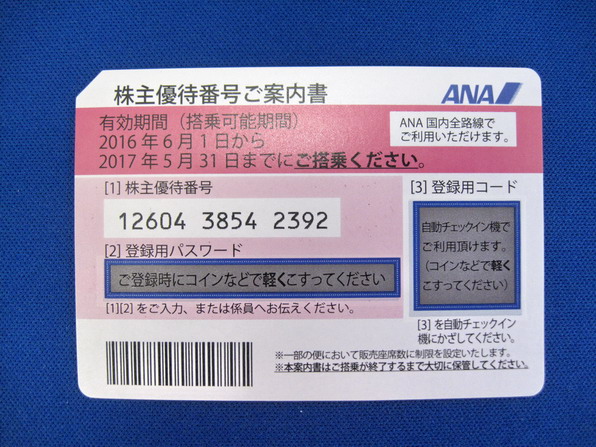 株主優待番号ご案内書
ANA
有効期間（搭乗可能期間）
2016年6月1日から
2017年5月31日までにご搭乗ください。
ANA国内全路線で
ご利用いただけます。
[1] 株主優待番号
12604 3854 2392
[2] 登録用パスワード
ご登録時にコインなどで軽くこすってください
[1][2] をご入力、または係員へお伝えください。
[3] 登録用コード
自動チェックイン機で
ご利用頂けます。
（コインなどで軽く
こすってください）
[3] を自動チェックイン
機にかざしてください。
※一部の便において販売座席数に制限を設定いたします。
※本案内書はご搭乗が終了するまで大切に保管してください。